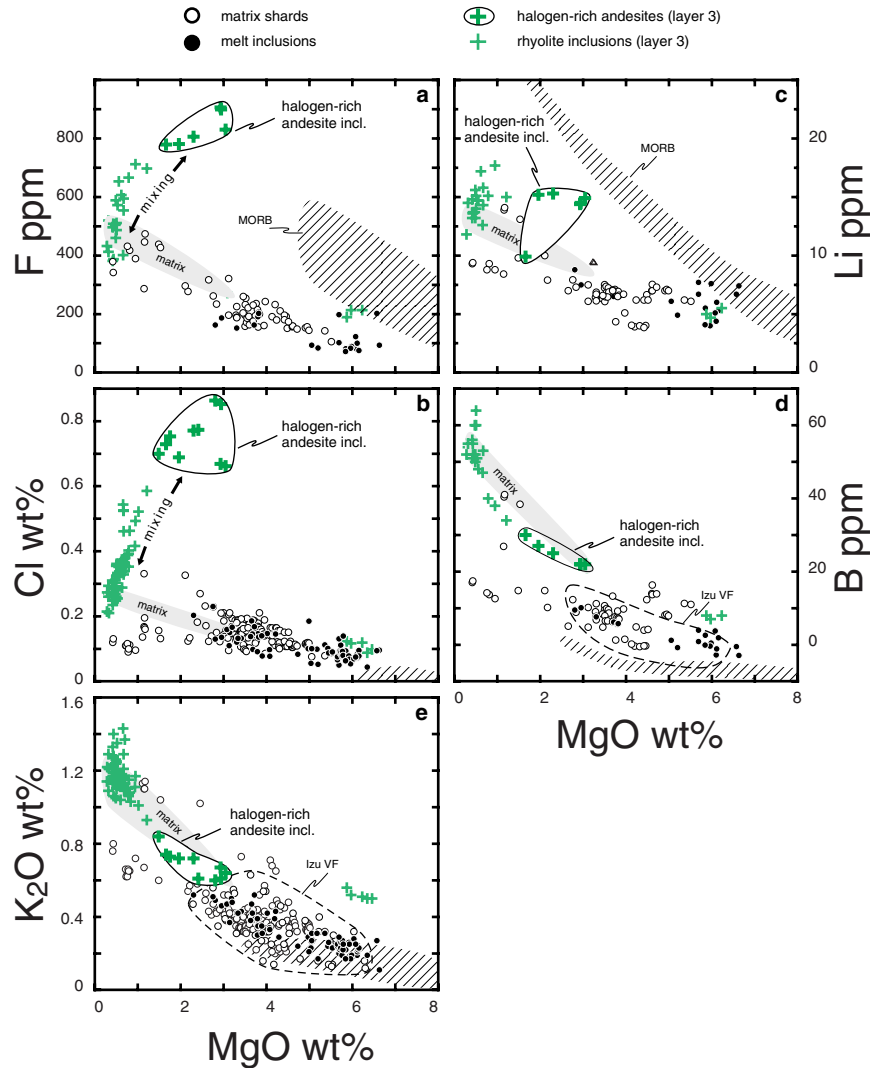 matrix shards
melt inclusions
halogen-rich andesites (layer 3)
rhyolite inclusions (layer 3)
a
halogen-rich
andesite incl.
mixing
MORB
matrix
F ppm
800
600
400
200
0
c
halogen-rich
andesite incl.
MORB
matrix
Li ppm
20
10
0
b
halogen-rich
andesite incl.
mixing
matrix
Cl wt%
0.8
0.6
0.4
0.2
0
d
matrix
halogen-rich
andesite incl.
Izu VF
B ppm
60
40
20
0
0 2 4 6 8
MgO wt%
e
halogen-rich
andesite incl.
matrix
Izu VF
K2O wt%
1.6
1.2
0.8
0.4
0
0 2 4 6 8
MgO wt%